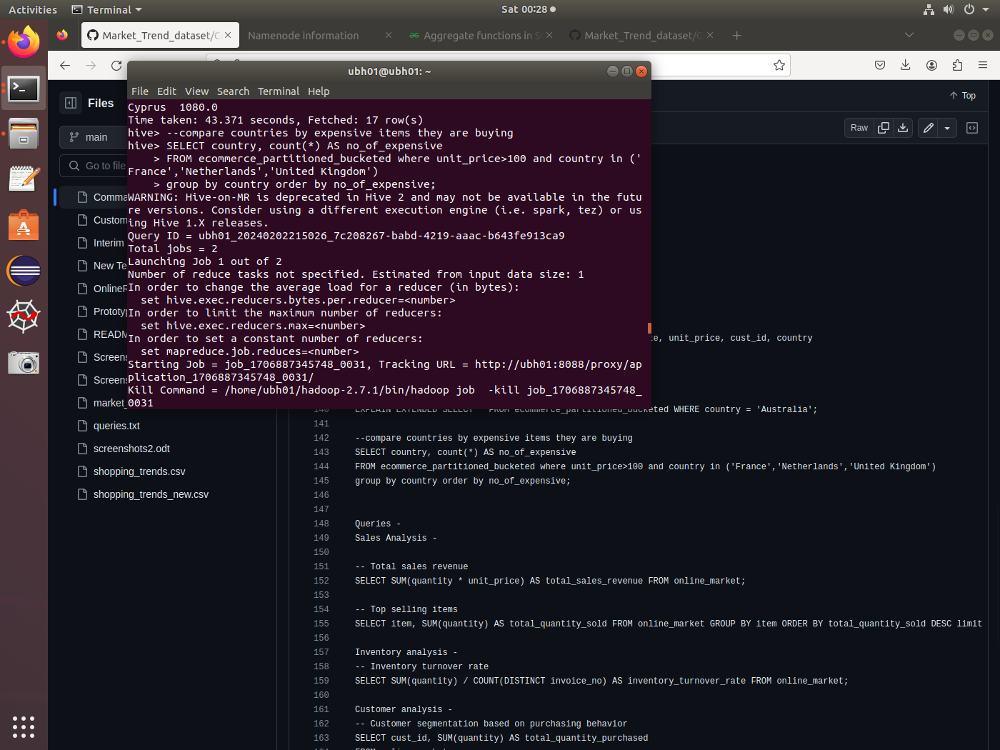 Activities
Terminal
Sat 00:28
Market_Trend_dataset/C
Namenode information
Aggregate functions in S
Market_Trend_dataset/C
ubh01@ubh01: ~
File Edit View Search Terminal Help
Cyprus  1080.0
Time taken: 43.371 seconds, Fetched: 17 row(s)
hive> --compare countries by expensive items they are buying
hive> SELECT country, count(*) AS no_of_expensive
    > FROM ecommerce_partitioned_bucketed where unit_price>100 and country in ('
France','Netherlands','United Kingdom')
    > group by country order by no_of_expensive;
WARNING: Hive-on-MR is deprecated in Hive 2 and may not be available in the futu
re versions. Consider using a different execution engine (i.e. spark, tez) or us
ing Hive 1.X releases.
Query ID = ubh01_20240202215026_7c208267-babd-4219-aaac-b643fe913ca9
Total jobs = 2
Launching Job 1 out of 2
Number of reduce tasks not specified. Estimated from input data size: 1
In order to change the average load for a reducer (in bytes):
  set hive.exec.reducers.bytes.per.reducer=<number>
In order to limit the maximum number of reducers:
  set hive.exec.reducers.max=<number>
In order to set a constant number of reducers:
  set mapreduce.job.reduces=<number>
Starting Job = job_1706887345748_0031, Tracking URL = http://ubh01:8088/proxy/ap
plication_1706887345748_0031/
Kill Command = /home/ubh01/hadoop-2.7.1/bin/hadoop job  -kill job_1706887345748_
0031
Files
main
Go to file
Comma
Custom
Interim
New Te
OnlineR
Prototyp
READM
Screens
Screens
market_
queries.txt
screenshots2.odt
shopping_trends.csv
shopping_trends_new.csv
Top
Raw
e, unit_price, cust_id, country
140 EXPLAIN EXTENDED SELECT * FROM ecommerce_partitioned_bucketed WHERE country = 'Australia';
141
142 --compare countries by expensive items they are buying
143 SELECT country, count(*) AS no_of_expensive
144 FROM ecommerce_partitioned_bucketed where unit_price>100 and country in ('France','Netherlands','United Kingdom')
145 group by country order by no_of_expensive;
146
147
148 Queries -
149 Sales Analysis -
150
151 -- Total sales revenue
152 SELECT SUM(quantity * unit_price) AS total_sales_revenue FROM online_market;
153
154 -- Top selling items
155 SELECT item, SUM(quantity) AS total_quantity_sold FROM online_market GROUP BY item ORDER BY total_quantity_sold DESC limit
156
157 Inventory analysis -
158 -- Inventory turnover rate
159 SELECT SUM(quantity) / COUNT(DISTINCT invoice_no) AS inventory_turnover_rate FROM online_market;
160
161 Customer analysis -
162 -- Customer segmentation based on purchasing behavior
163 SELECT cust_id, SUM(quantity) AS total_quantity_purchased